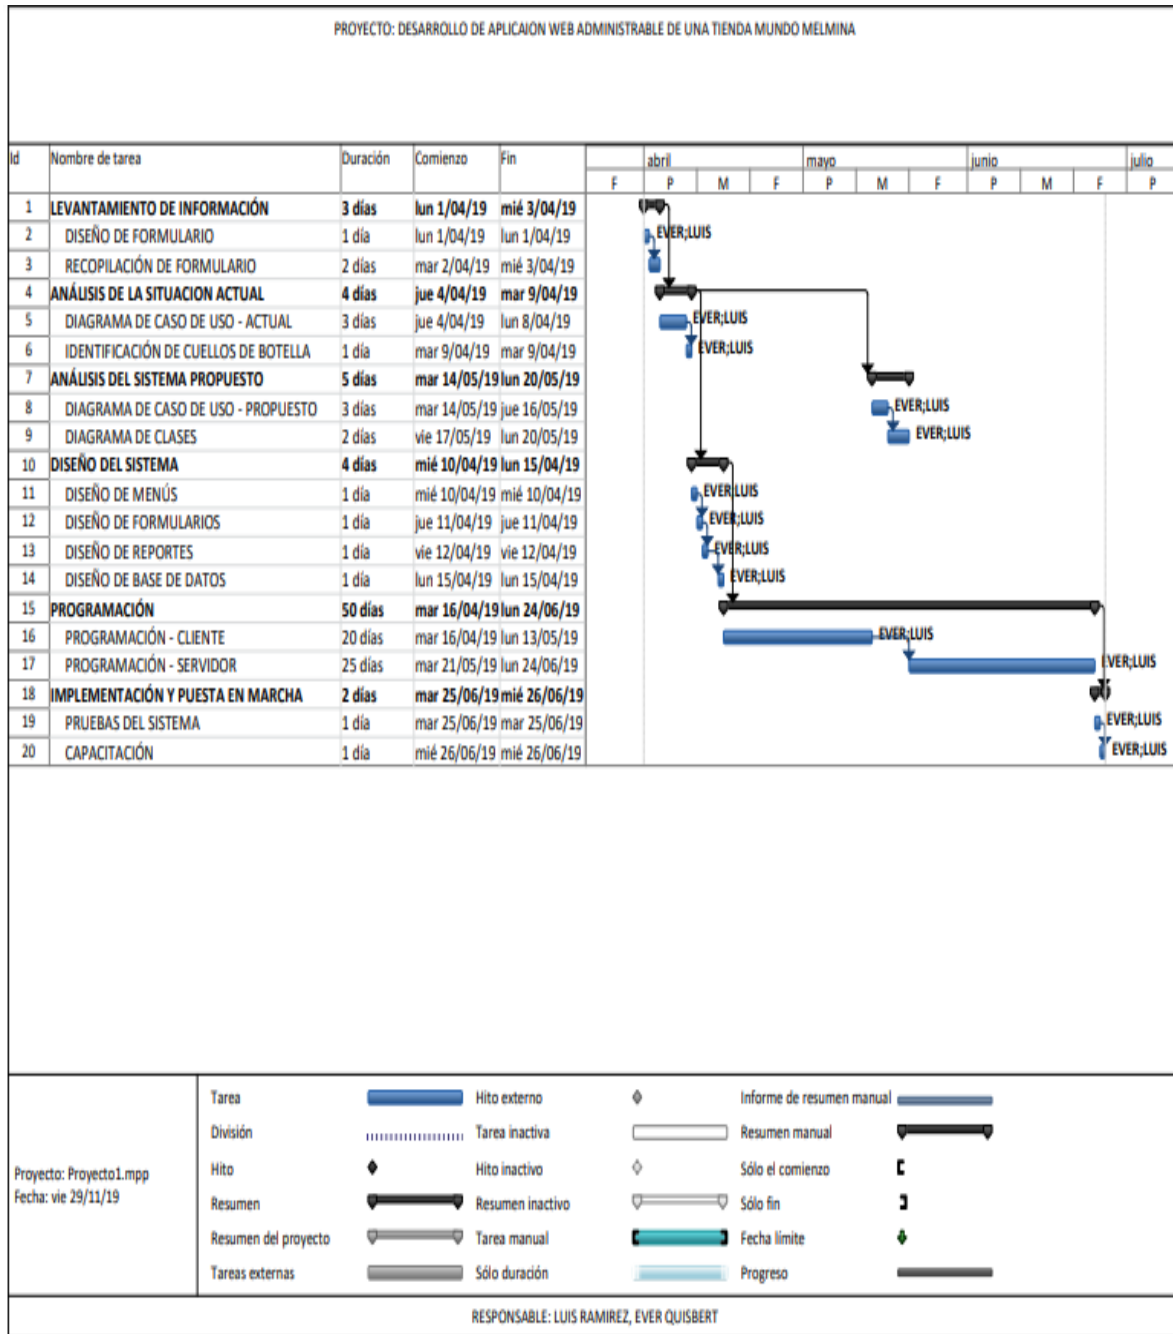 PROYECTO: DESARROLLO DE APLICAION WEB ADMINISTRABLE DE UNA TIENDA MUNDO MELMINA
Id Nombre de tarea Duración Comienzo Fin abril mayo junio julio
F P M F P M F P M F P
1 LEVANTAMIENTO DE INFORMACIÓN 3 días lun 1/04/19 mié 3/04/19
2 DISEÑO DE FORMULARIO 1 día lun 1/04/19 lun 1/04/19 EVER;LUIS
3 RECOPILACIÓN DE FORMULARIO 2 días mar 2/04/19 mié 3/04/19
4 ANÁLISIS DE LA SITUACION ACTUAL 4 días jue 4/04/19 mar 9/04/19
5 DIAGRAMA DE CASO DE USO - ACTUAL 3 días jue 4/04/19 lun 8/04/19 EVER;LUIS
6 IDENTIFICACIÓN DE CUELLOS DE BOTELLA 1 día mar 9/04/19 mar 9/04/19 EVER;LUIS
7 ANÁLISIS DEL SISTEMA PROPUESTO 5 días mar 14/05/19 lun 20/05/19
8 DIAGRAMA DE CASO DE USO - PROPUESTO 3 días mar 14/05/19 jue 16/05/19 EVER;LUIS
9 DIAGRAMA DE CLASES 2 días vie 17/05/19 lun 20/05/19 EVER;LUIS
10 DISEÑO DEL SISTEMA 4 días mié 10/04/19 lun 15/04/19
11 DISEÑO DE MENÚS 1 día mié 10/04/19 mié 10/04/19 EVER;LUIS
12 DISEÑO DE FORMULARIOS 1 día jue 11/04/19 jue 11/04/19 EVER;LUIS
13 DISEÑO DE REPORTES 1 día vie 12/04/19 vie 12/04/19 EVER;LUIS
14 DISEÑO DE BASE DE DATOS 1 día lun 15/04/19 lun 15/04/19 EVER;LUIS
15 PROGRAMACIÓN 50 días mar 16/04/19 lun 24/06/19
16 PROGRAMACIÓN - CLIENTE 20 días mar 16/04/19 lun 13/05/19 EVER;LUIS
17 PROGRAMACIÓN - SERVIDOR 25 días mar 21/05/19 lun 24/06/19 EVER;LUIS
18 IMPLEMENTACIÓN Y PUESTA EN MARCHA 2 días mar 25/06/19 mié 26/06/19
19 PRUEBAS DEL SISTEMA 1 día mar 25/06/19 mar 25/06/19 EVER;LUIS
20 CAPACITACIÓN 1 día mié 26/06/19 mié 26/06/19 EVER;LUIS
Proyecto: Proyecto1.mpp
Fecha: vie 29/11/19
Tarea Hito externo Informe de resumen manual
División Tarea inactiva Resumen manual
Hito Hito inactivo Sólo el comienzo
Resumen Resumen inactivo Sólo fin
Resumen del proyecto Tarea manual Fecha límite
Tareas externas Sólo duración Progreso
RESPONSABLE: LUIS RAMIREZ, EVER QUISBERT